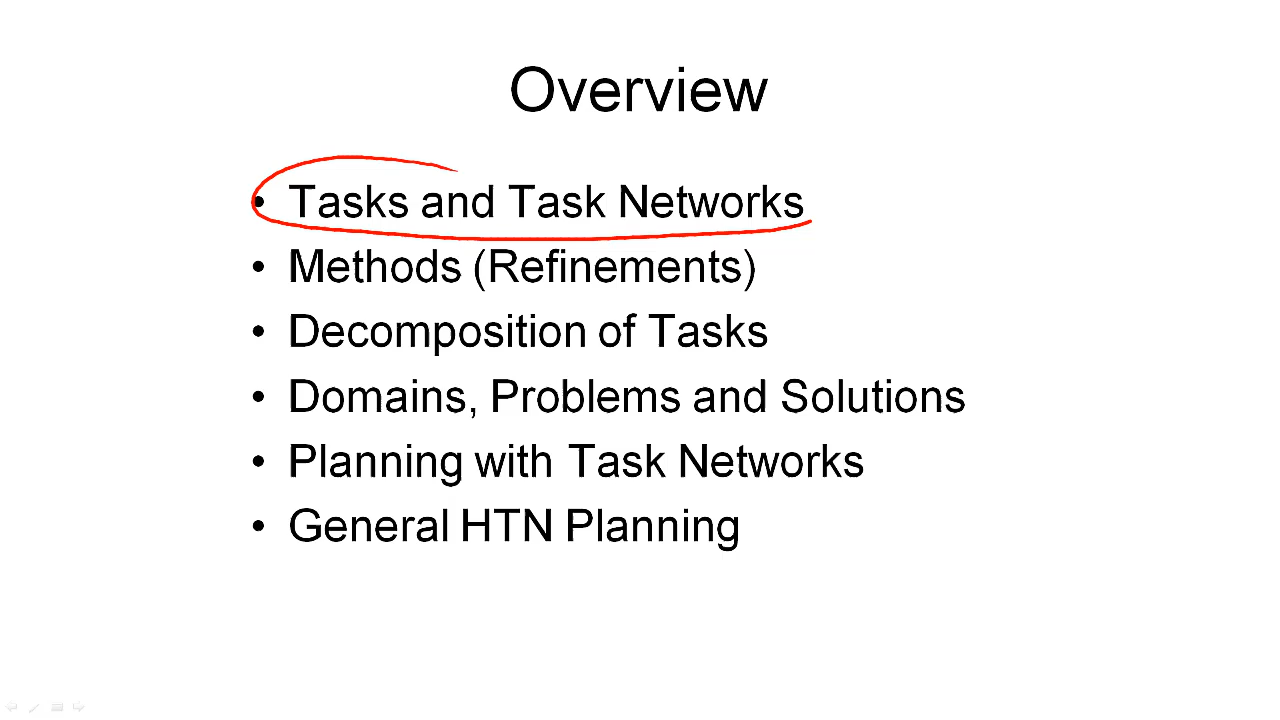 Overview
• Tasks and Task Networks
• Methods (Refinements)
• Decomposition of Tasks
• Domains, Problems and Solutions
• Planning with Task Networks
• General HTN Planning